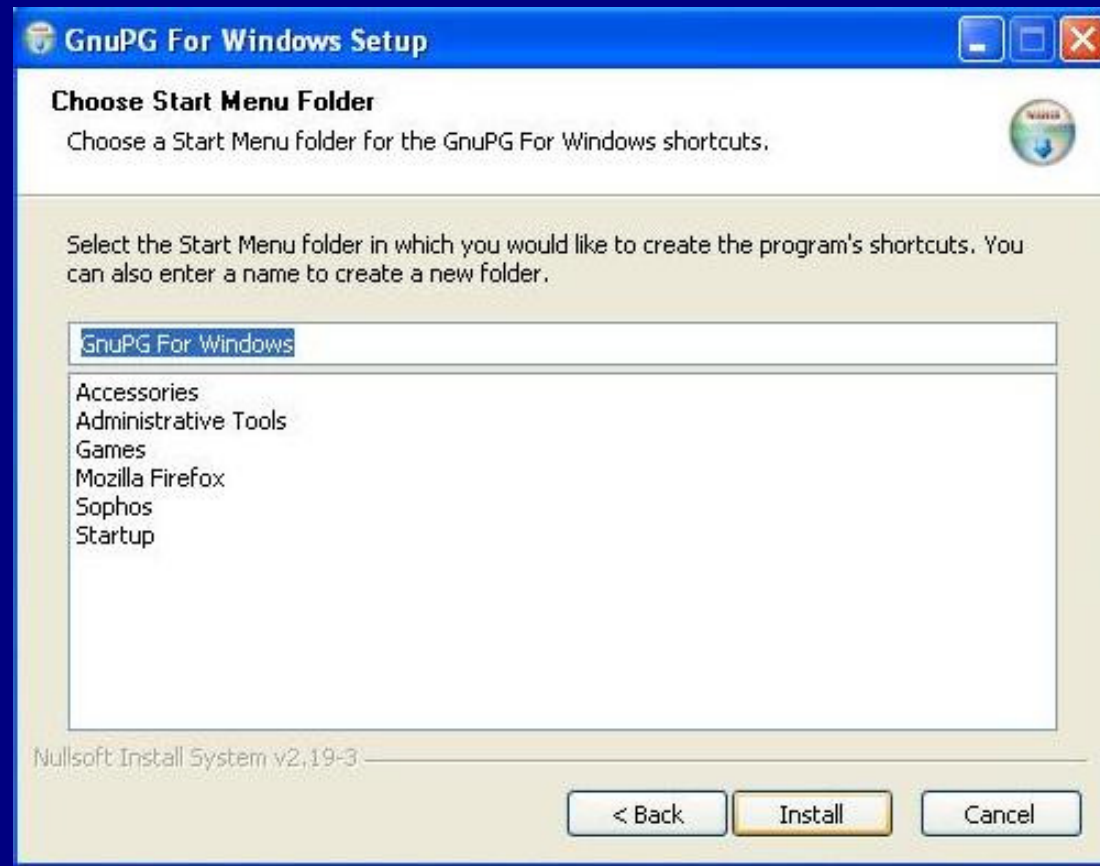 GnuPG For Windows Setup
Choose Start Menu Folder
Choose a Start Menu folder for the GnuPG For Windows shortcuts.
Select the Start Menu folder in which you would like to create the program's shortcuts. You
can also enter a name to create a new folder.
GnuPG For Windows
Accessories
Administrative Tools
Games
Mozilla Firefox
Sophos
Startup
Nullsoft Install System v2.19-3
< Back Install Cancel